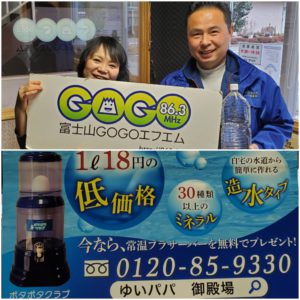 GOGO
86.3
MHz
富士山GOGOエフエム
1ℓ18円の
低価格
30種類
以上の
ミネラル
自宅の水道から
簡単に作れる
造水タイプ
今なら、常温フラサーバーを無料でプレゼント!
0120-85-9330
ポタポタクラブ
ゆいパパ 御殿場